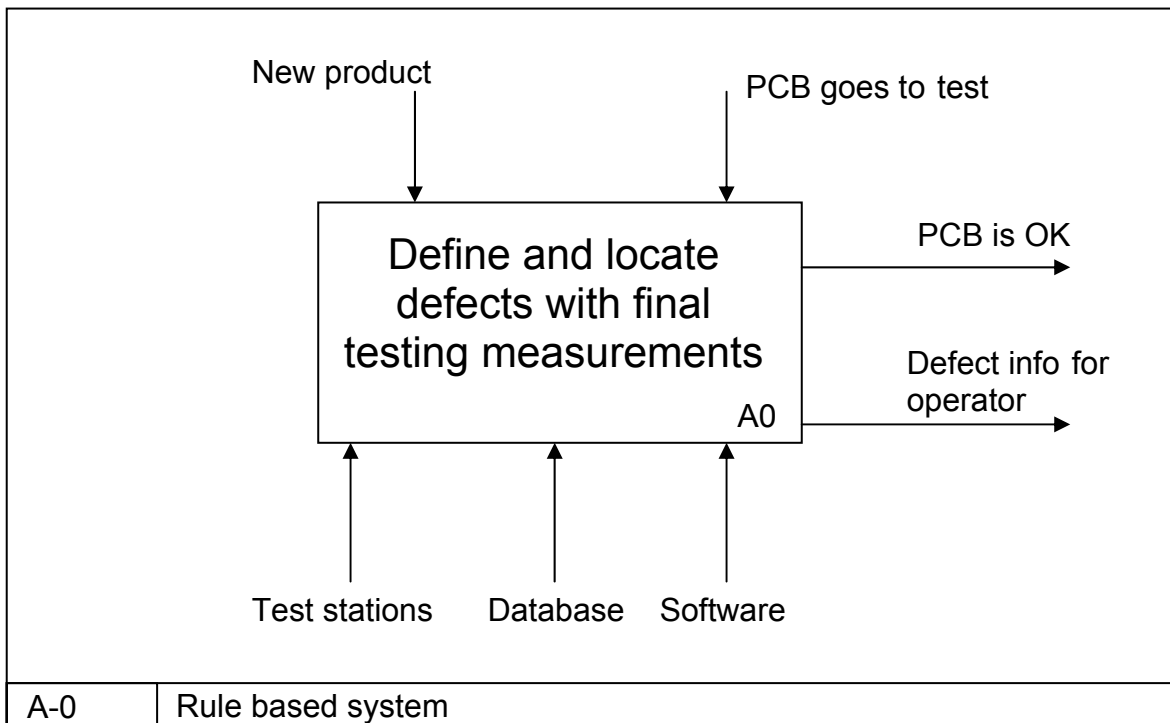 New product
PCB goes to test
Define and locate
defects with final
testing measurements
A0
PCB is OK
Defect info for
operator
Test stations
Database
Software
A-0
Rule based system